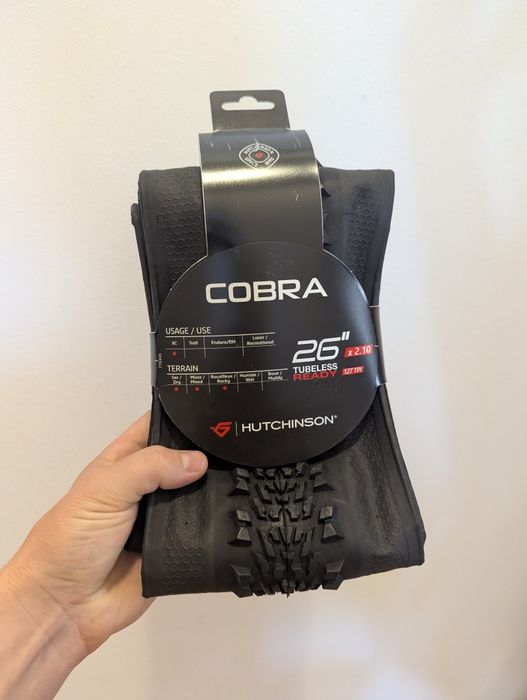 HUTCHINSON
COBRA
USAGE / USE
XC Trail Enduro/DH Loisir / Recreational
TERRAIN
Sec / Dry Mixte / Mixed Rocailleux / Rocky Humide / Wet Boue / Muddy
26"
x 2.10
TUBELESS
READY
127 TPI
HUTCHINSON®